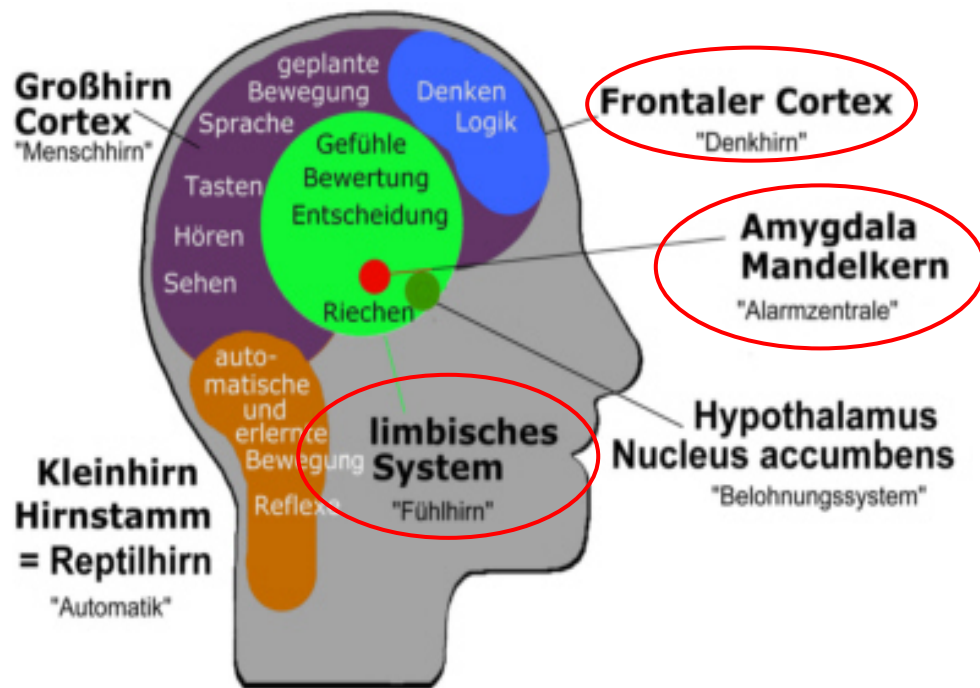 Großhirn
Cortex
"Menschhirn"
geplante
Bewegung
Sprache
Tasten
Hören
Sehen
Denken
Logik
Frontaler Cortex
"Denkhirn"
Gefühle
Bewertung
Entscheidung
Riechen
Amygdala
Mandelkern
"Alarmzentrale"
Hypothalamus
Nucleus accumbens
"Belohnungssystem"
limbisches
System
"Fühlhirn"
auto-
matische
und
erlernte
Bewegung
Reflexe
Kleinhirn
Hirnstamm
= Reptilhirn
"Automatik"